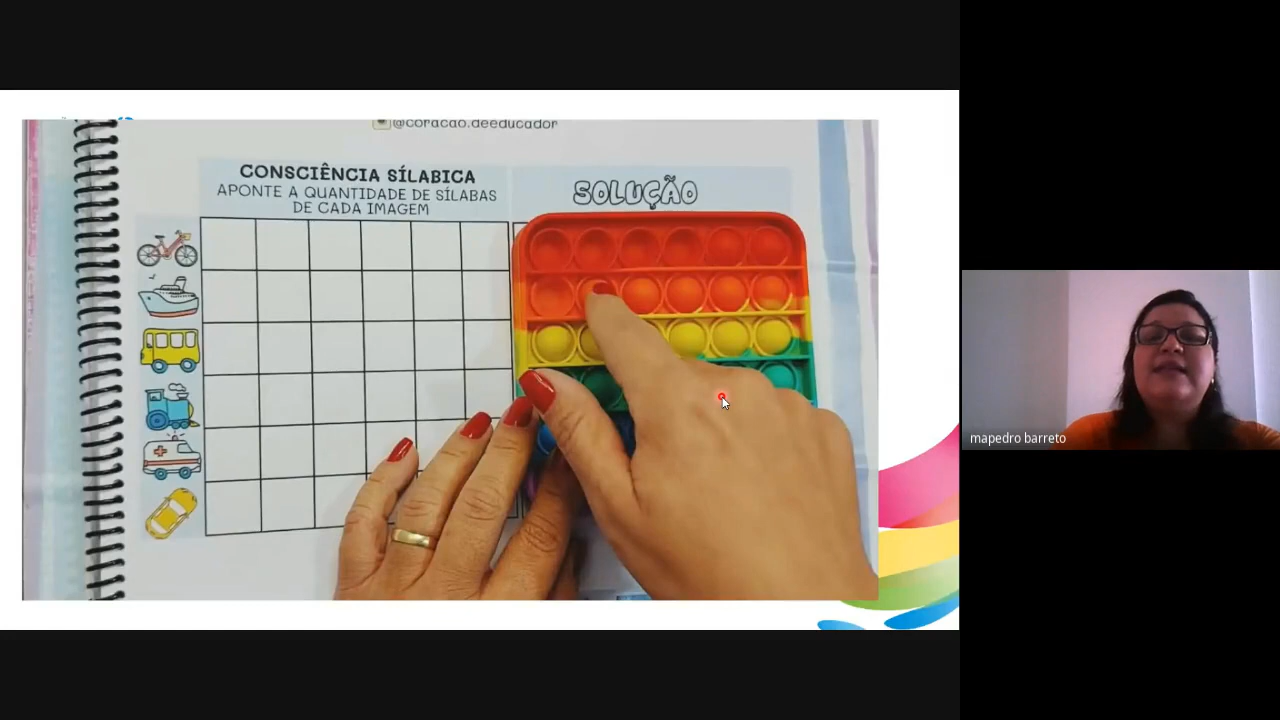 @coracao.deeducador
CONSCIÊNCIA SÍLABICA
APONTE A QUANTIDADE DE SÍLABAS
DE CADA IMAGEM
SOLUÇÃO
mapedro barreto